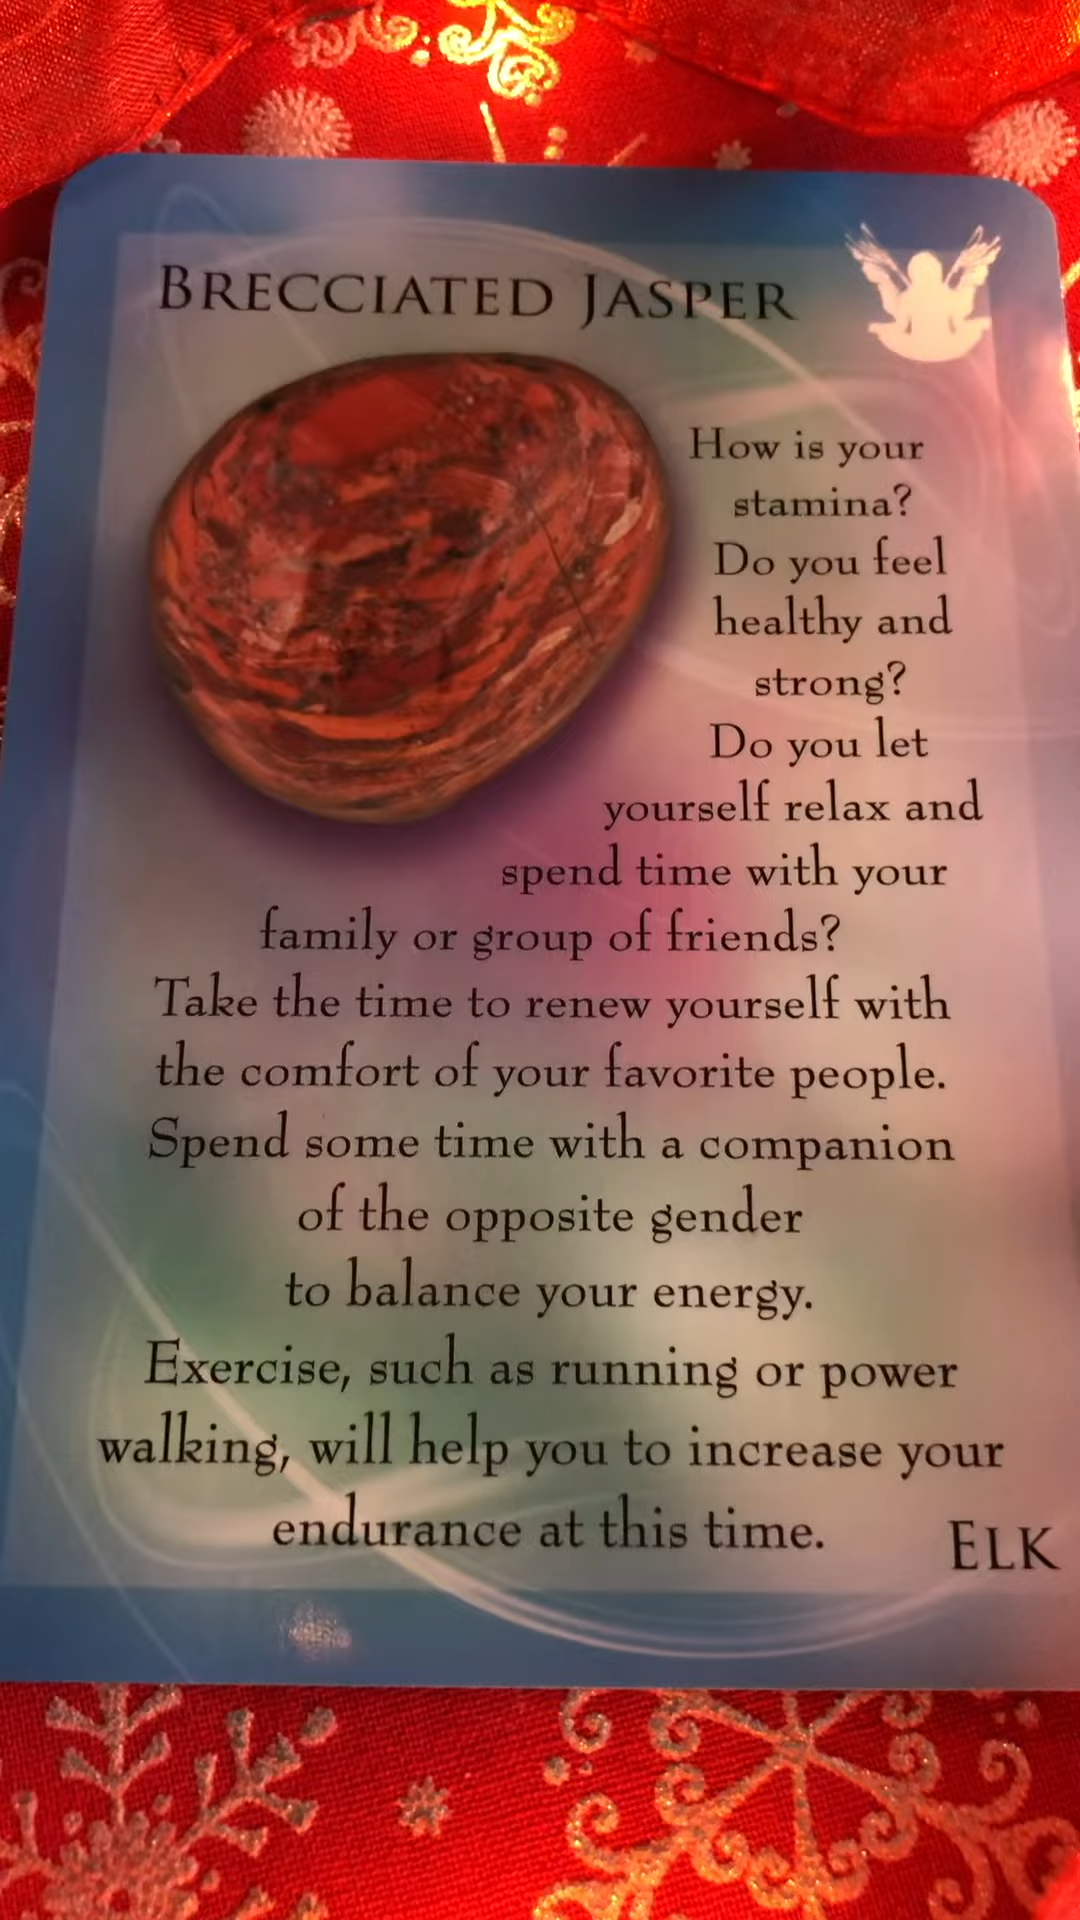 BRECCIATED JASPER
How is your
stamina?
Do you feel
healthy and
strong?
Do you let
yourself relax and
spend time with your
family or group of friends?
Take the time to renew yourself with
the comfort of your favorite people.
Spend some time with a companion
of the opposite gender
to balance your energy.
Exercise, such as running or power
walking, will help you to increase your
endurance at this time.
ELK